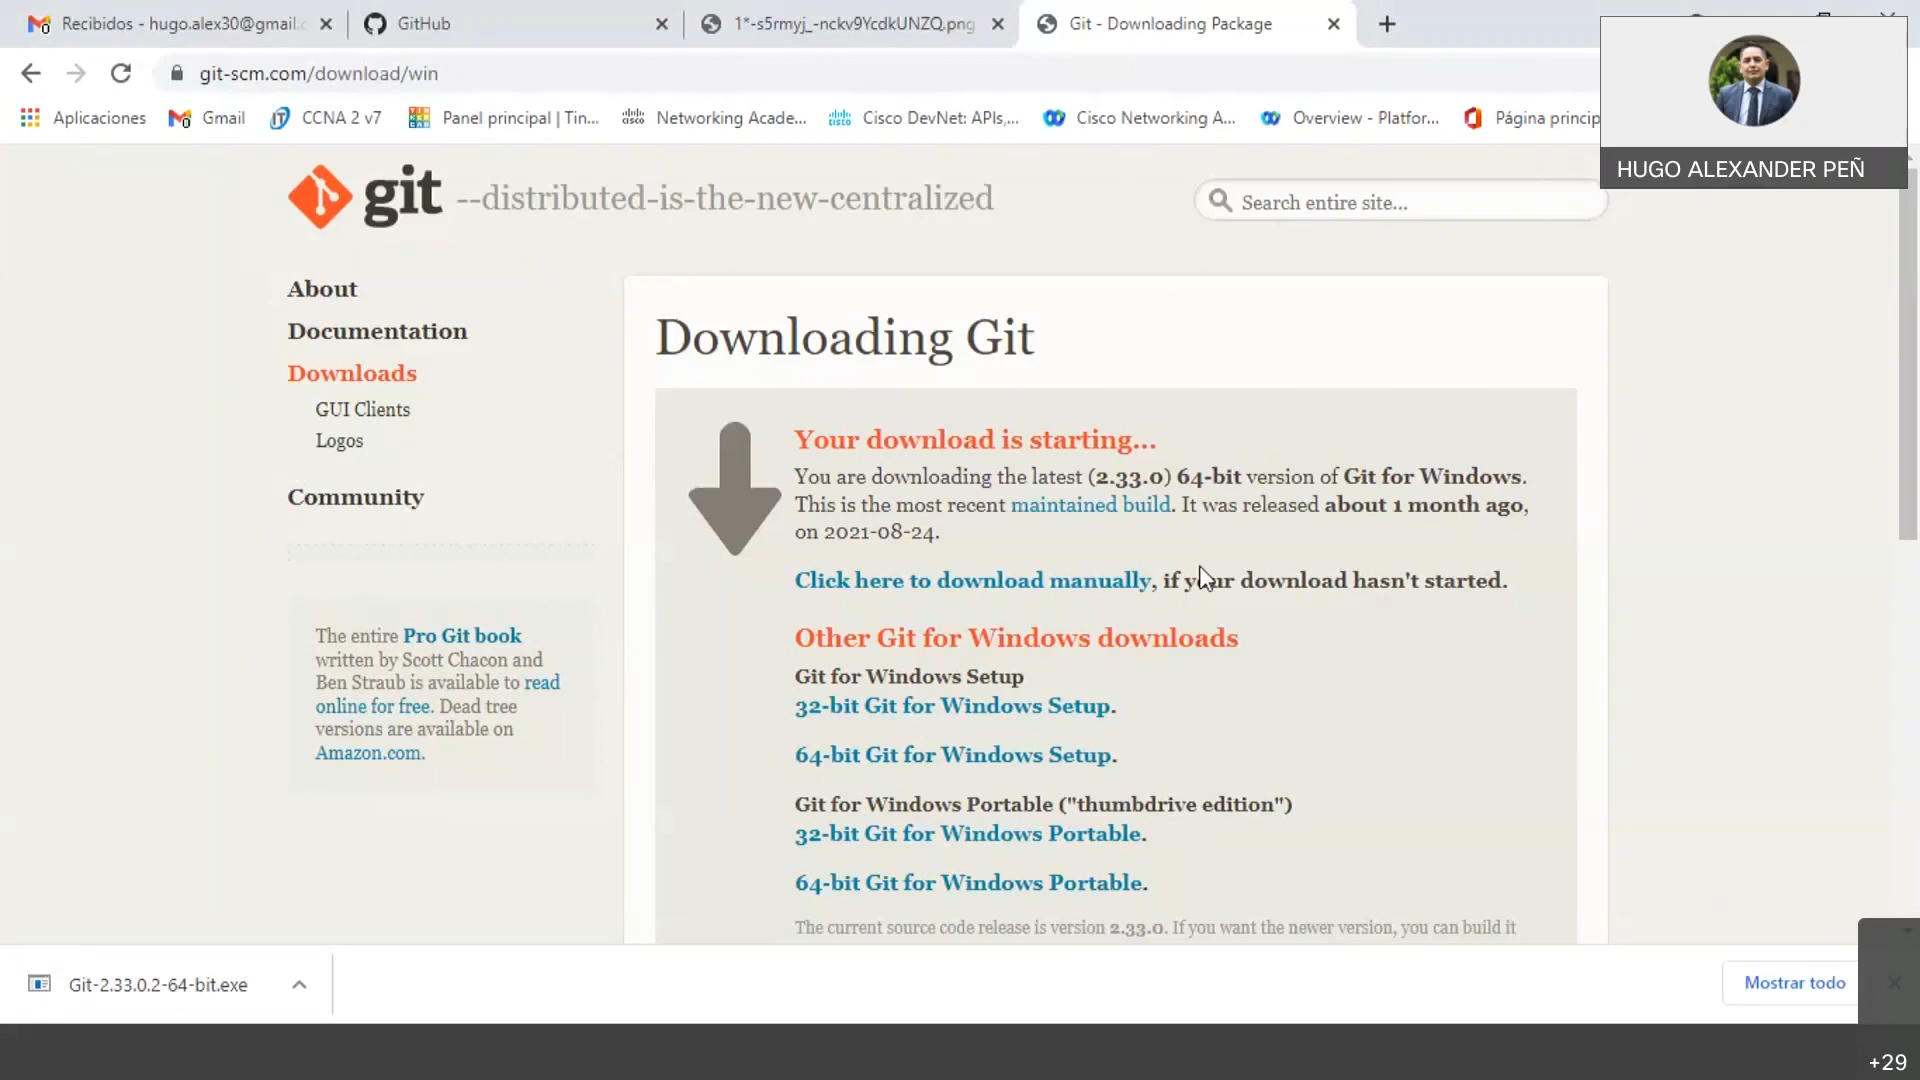 Recibidos - hugo.alex30@gmail.c
GitHub
1*-s5rmyj_-nckv9YcdkUNZQ.png
Git - Downloading Package
git-scm.com/download/win
Aplicaciones
Gmail
CCNA 2 v7
Panel principal | Tin...
Networking Acade...
Cisco DevNet: APIs,...
Cisco Networking A...
Overview - Platfor...
Página princip
HUGO ALEXANDER PEÑ
git --distributed-is-the-new-centralized
Search entire site...
About
Documentation
Downloads
GUI Clients
Logos
Community
The entire Pro Git book
written by Scott Chacon and
Ben Straub is available to read
online for free. Dead tree
versions are available on
Amazon.com.
Downloading Git
Your download is starting...
You are downloading the latest (2.33.0) 64-bit version of Git for Windows.
This is the most recent maintained build. It was released about 1 month ago,
on 2021-08-24.
Click here to download manually, if your download hasn't started.
Other Git for Windows downloads
Git for Windows Setup
32-bit Git for Windows Setup.
64-bit Git for Windows Setup.
Git for Windows Portable ("thumbdrive edition")
32-bit Git for Windows Portable.
64-bit Git for Windows Portable.
The current source code release is version 2.33.0. If you want the newer version, you can build it
Git-2.33.0.2-64-bit.exe
Mostrar todo
+29